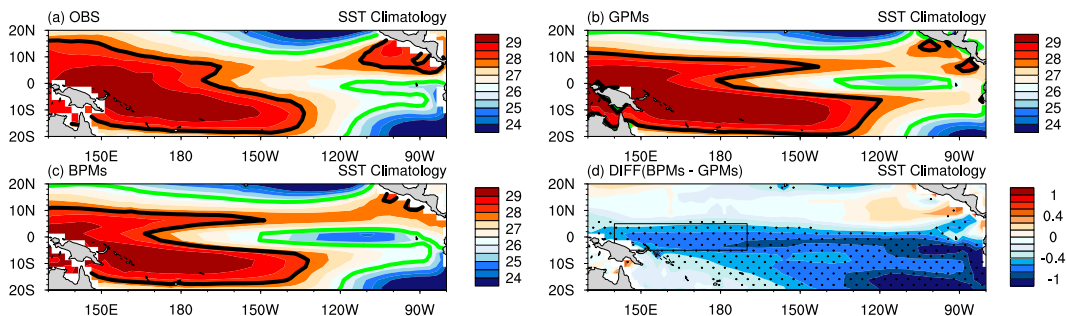 (a) OBS SST Climatology
20N
10N
0
10S
20S
150E 180 150W 120W 90W
29
28
27
26
25
24
(b) GPMs SST Climatology
20N
10N
0
10S
20S
150E 180 150W 120W 90W
29
28
27
26
25
24
(c) BPMs SST Climatology
20N
10N
0
10S
20S
150E 180 150W 120W 90W
29
28
27
26
25
24
(d) DIFF(BPMs - GPMs) SST Climatology
20N
10N
0
10S
20S
150E 180 150W 120W 90W
1
0.4
0
-0.4
-1